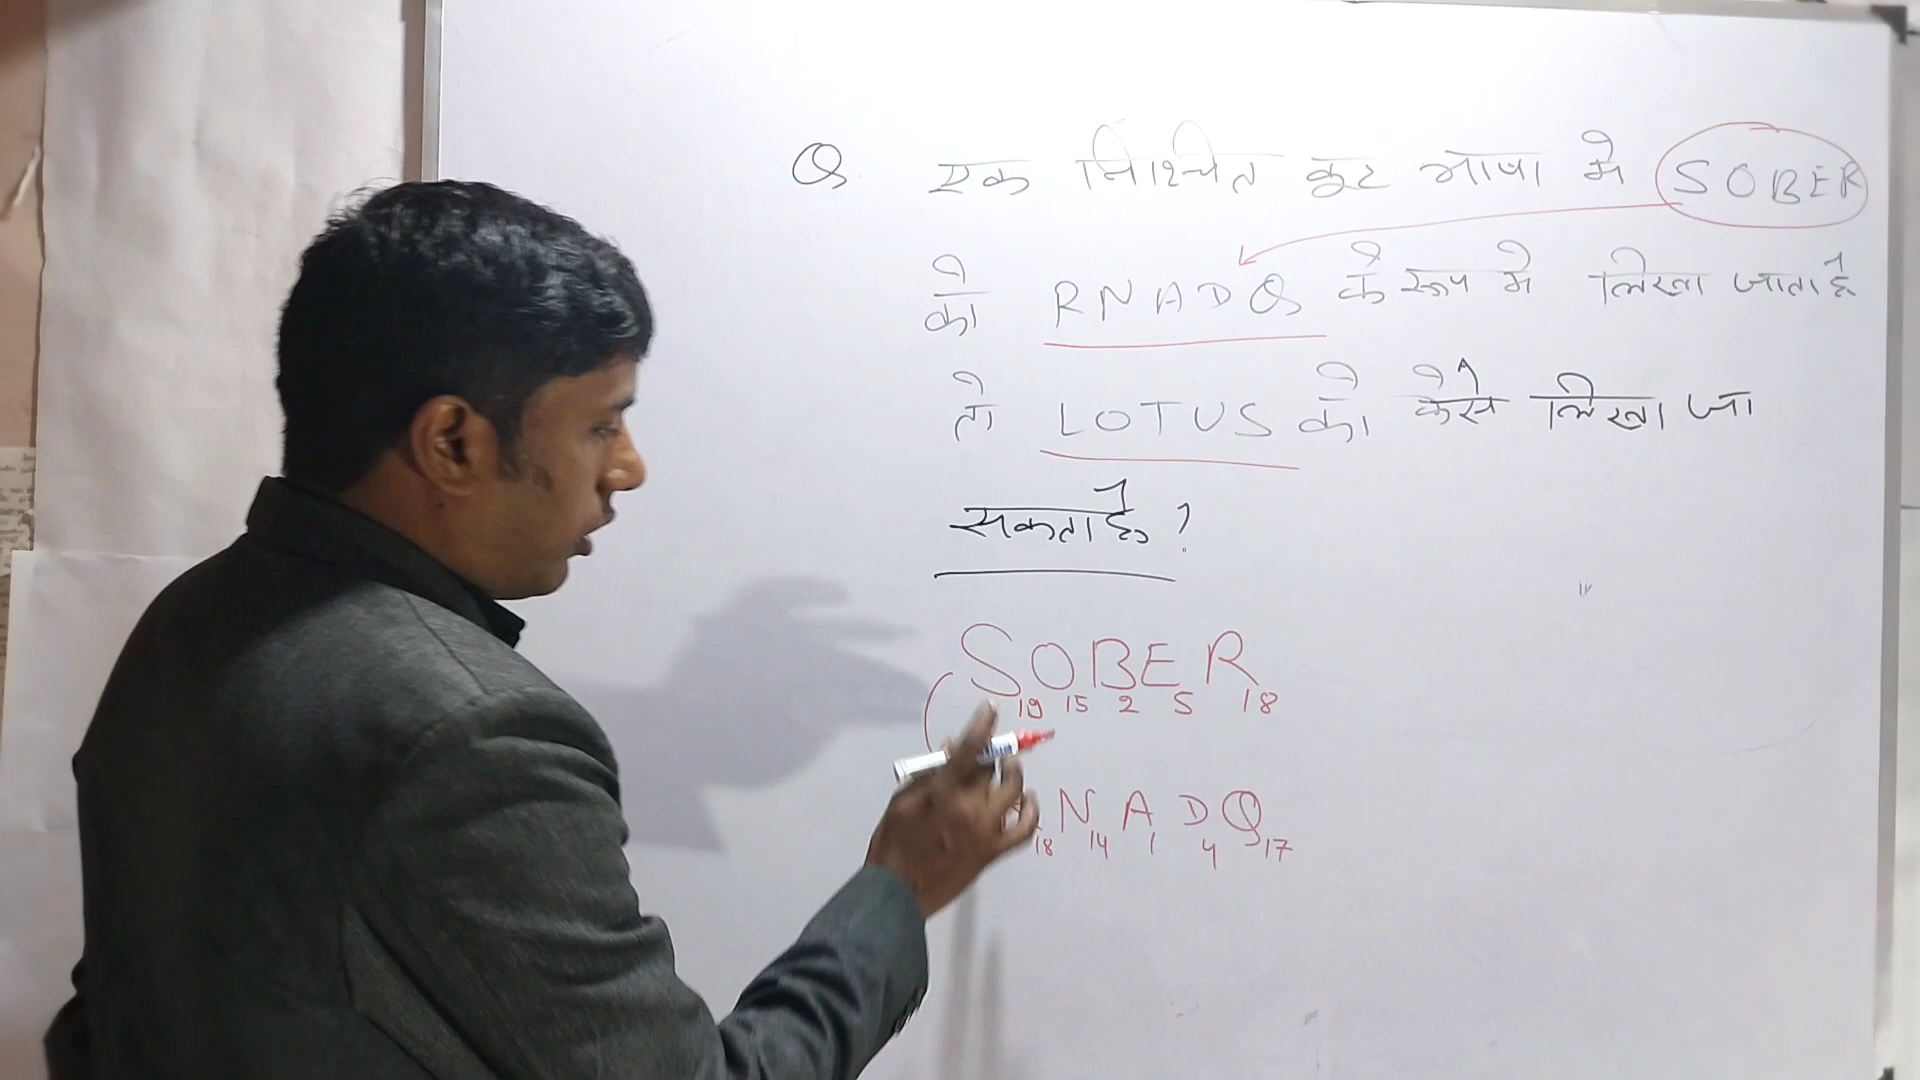 Q एक निश्चित कूट भाषा में SOBER
को RNADQ के रूप में लिखा जाता है
तो LOTUS को कैसे लिखा जा
सकता है ?
SOBER
19 15 2 5 18
NADQ
18 14 1 4 17